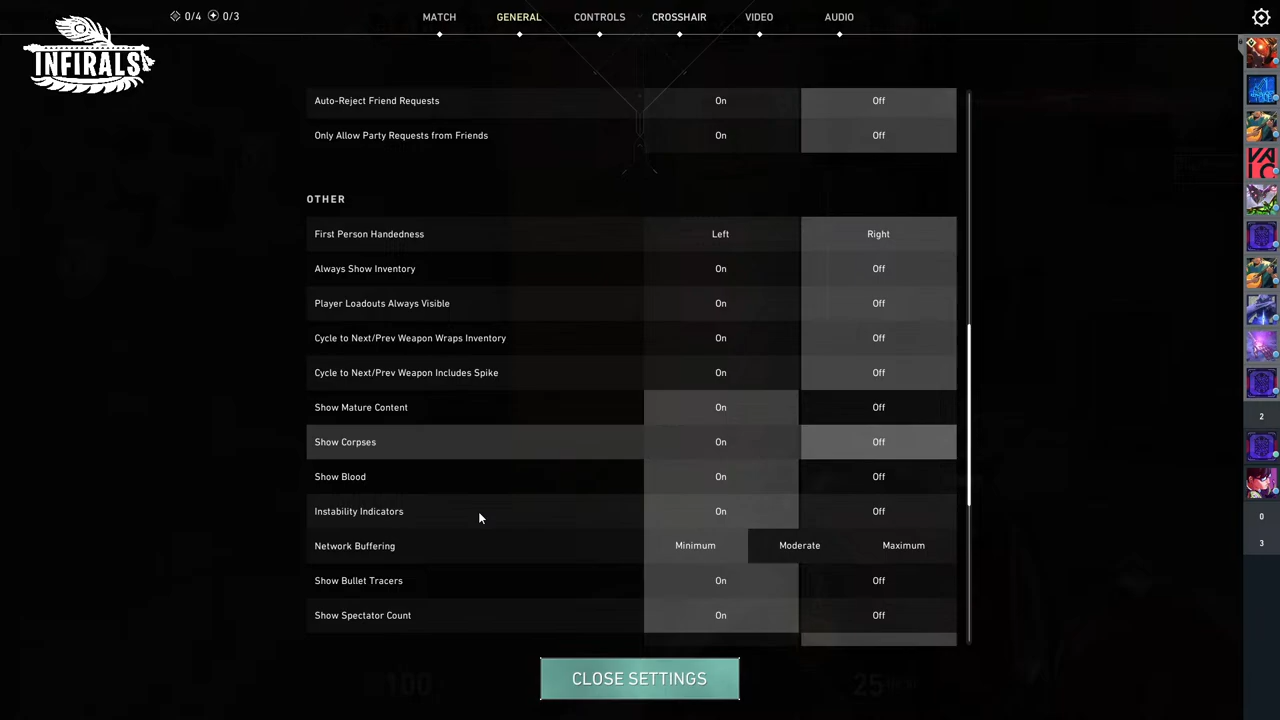 0/4 0/3
MATCH GENERAL CONTROLS CROSSHAIR VIDEO AUDIO
INFIRALS
Auto-Reject Friend Requests On Off
Only Allow Party Requests from Friends On Off
OTHER
First Person Handedness Left Right
Always Show Inventory On Off
Player Loadouts Always Visible On Off
Cycle to Next/Prev Weapon Wraps Inventory On Off
Cycle to Next/Prev Weapon Includes Spike On Off
Show Mature Content On Off
Show Corpses On Off
Show Blood On Off
Instability Indicators On Off
Network Buffering Minimum Moderate Maximum
Show Bullet Tracers On Off
Show Spectator Count On Off
CLOSE SETTINGS
100
25
2
0
3